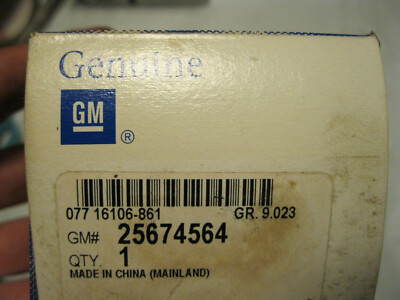 Genuine
GM
®
077 16106-861 GR. 9.023
GM# 25674564
QTY. 1
MADE IN CHINA (MAINLAND)